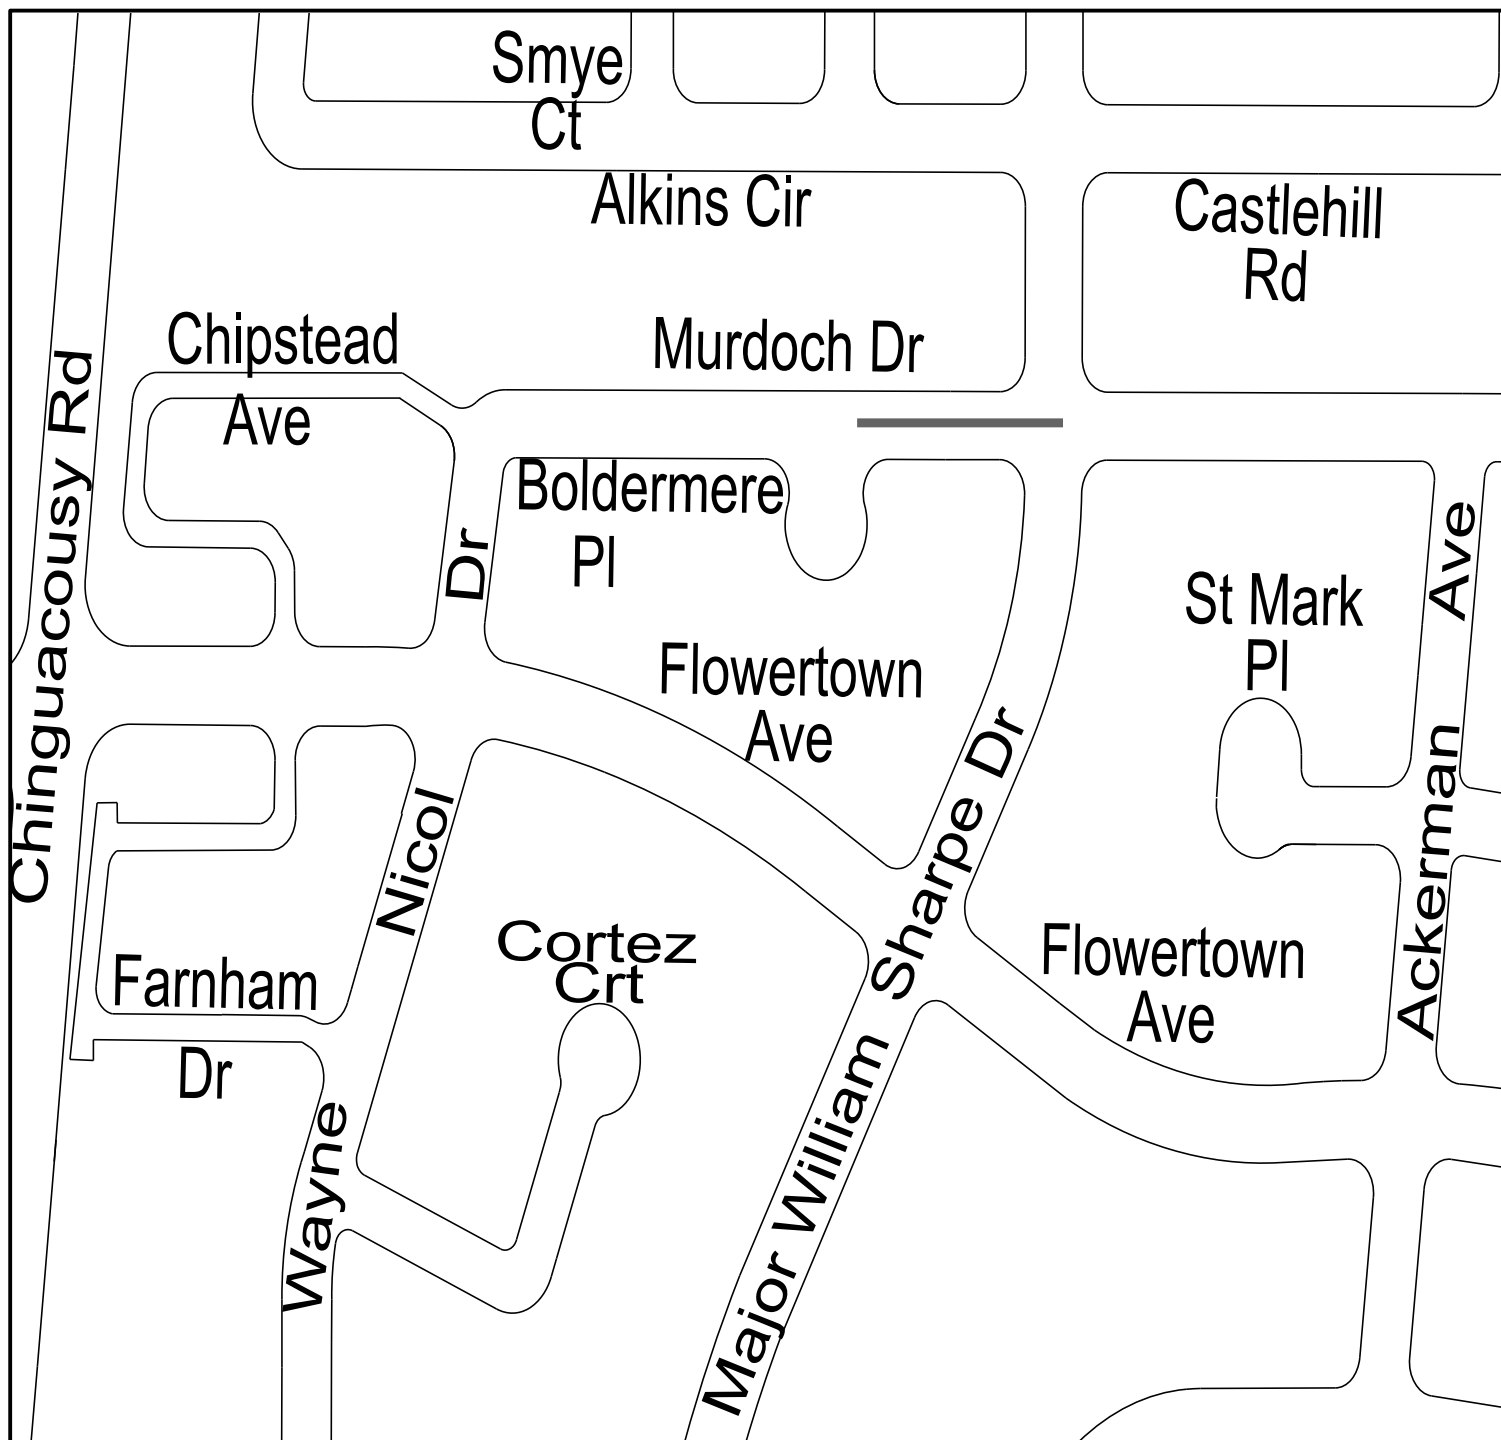 Smye
Ct
Alkins Cir
Castlehill
Rd
Chipstead
Ave
Murdoch Dr
Chinguacousy Rd
Boldermere
Pl
Dr
Ave
St Mark
Pl
Flowertown
Ave
Nicol
Major William Sharpe Dr
Ackerman
Cortez
Crt
Flowertown
Ave
Farnham
Dr
Wayne